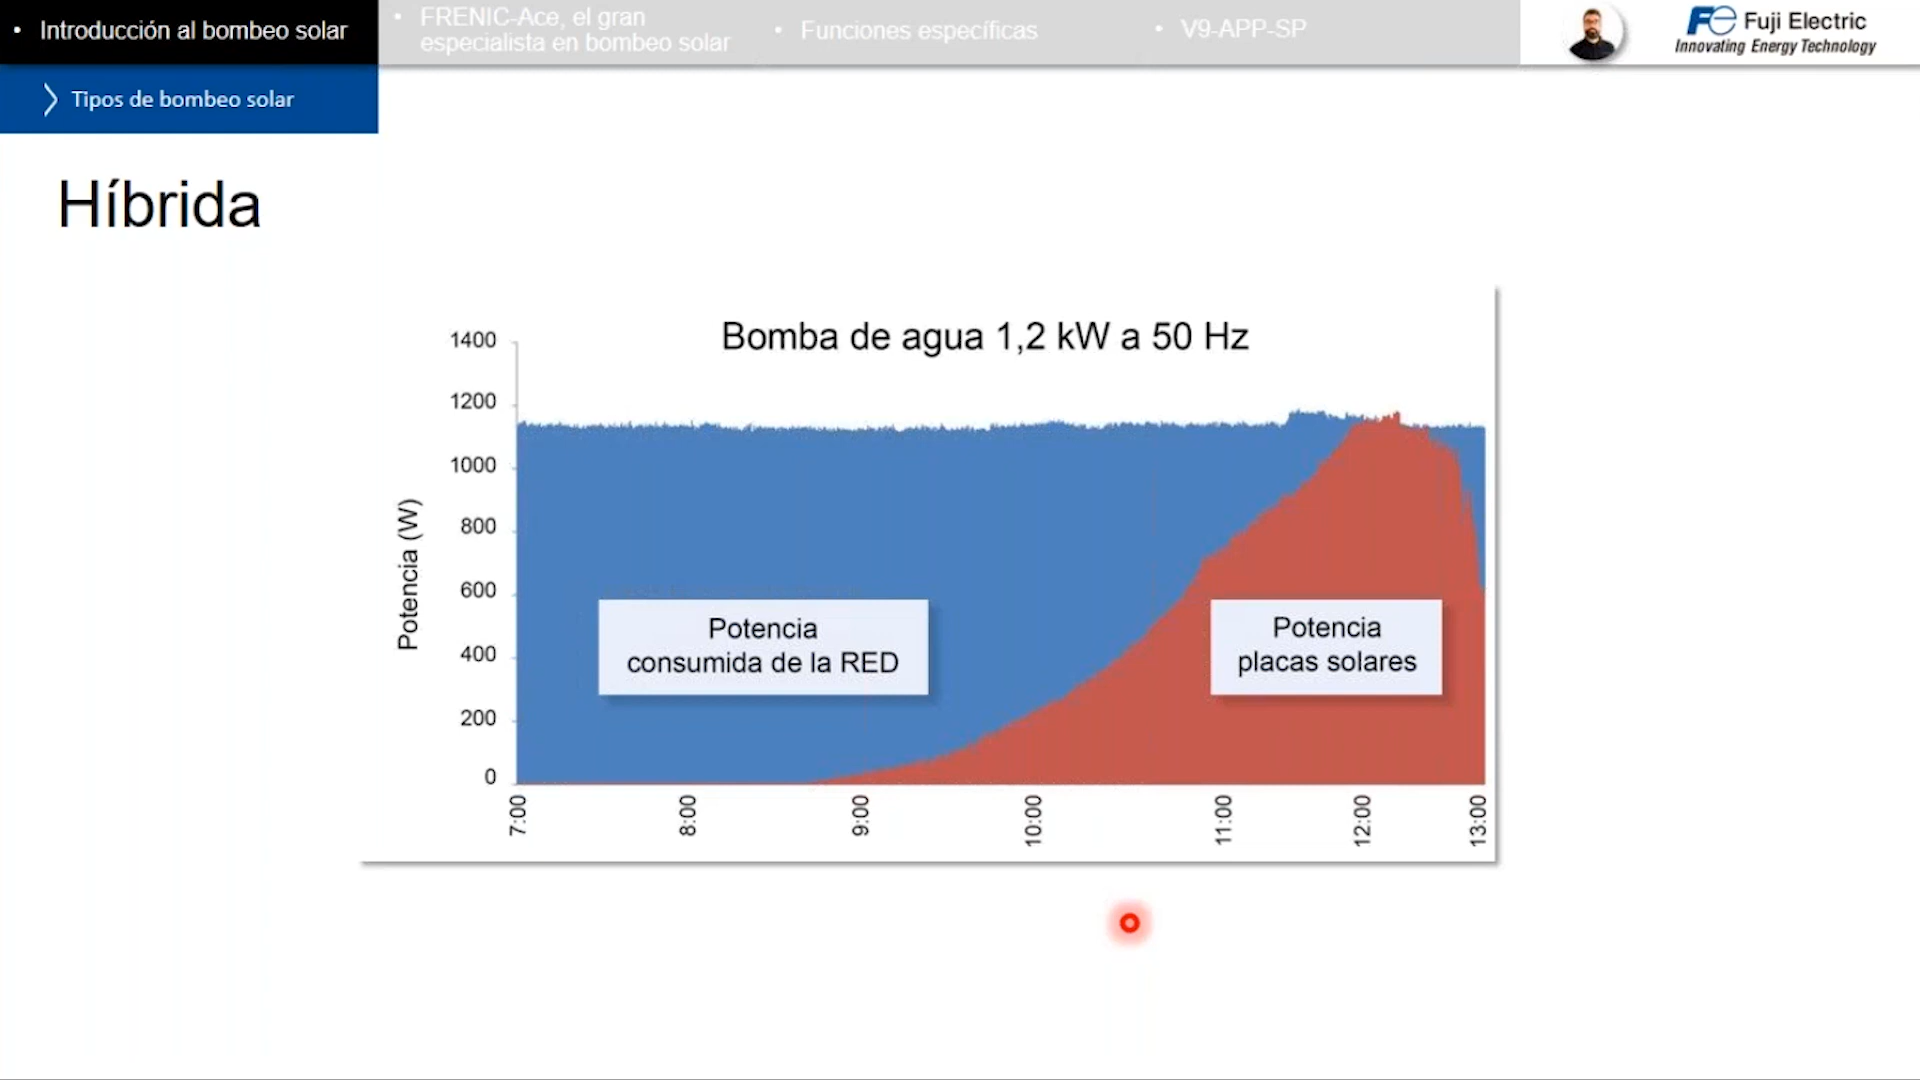 • Introducción al bombeo solar
• FRENIC-Ace, el gran
especialista en bombeo solar
• Funciones específicas
• V9-APP-SP
Fe Fuji Electric
Innovating Energy Technology
Tipos de bombeo solar
Híbrida
Bomba de agua 1,2 kW a 50 Hz
Potencia (W)
1400
1200
1000
800
600
400
200
0
Potencia
consumida de la RED
Potencia
placas solares
7:00
8:00
9:00
10:00
11:00
12:00
13:00